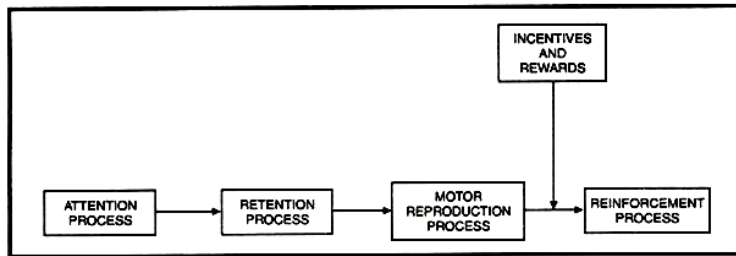 INCENTIVES
AND
REWARDS
ATTENTION
PROCESS
RETENTION
PROCESS
MOTOR
REPRODUCTION
PROCESS
REINFORCEMENT
PROCESS